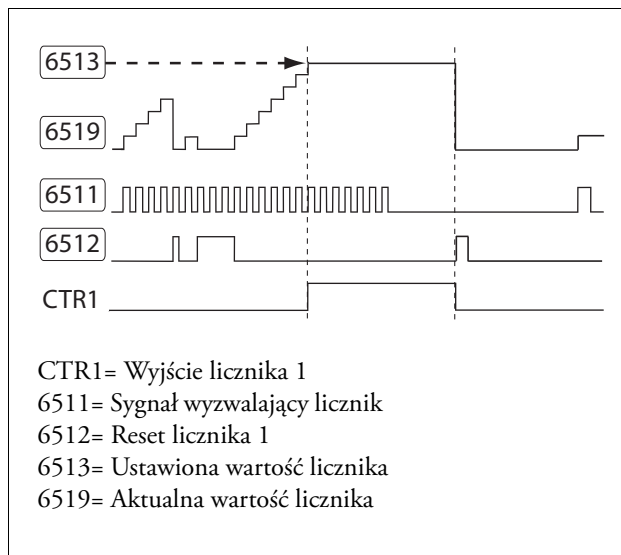 6513
6519
6511
6512
CTR1
CTR1= Wyjście licznika 1
6511= Sygnał wyzwalający licznik
6512= Reset licznika 1
6513= Ustawiona wartość licznika
6519= Aktualna wartość licznika